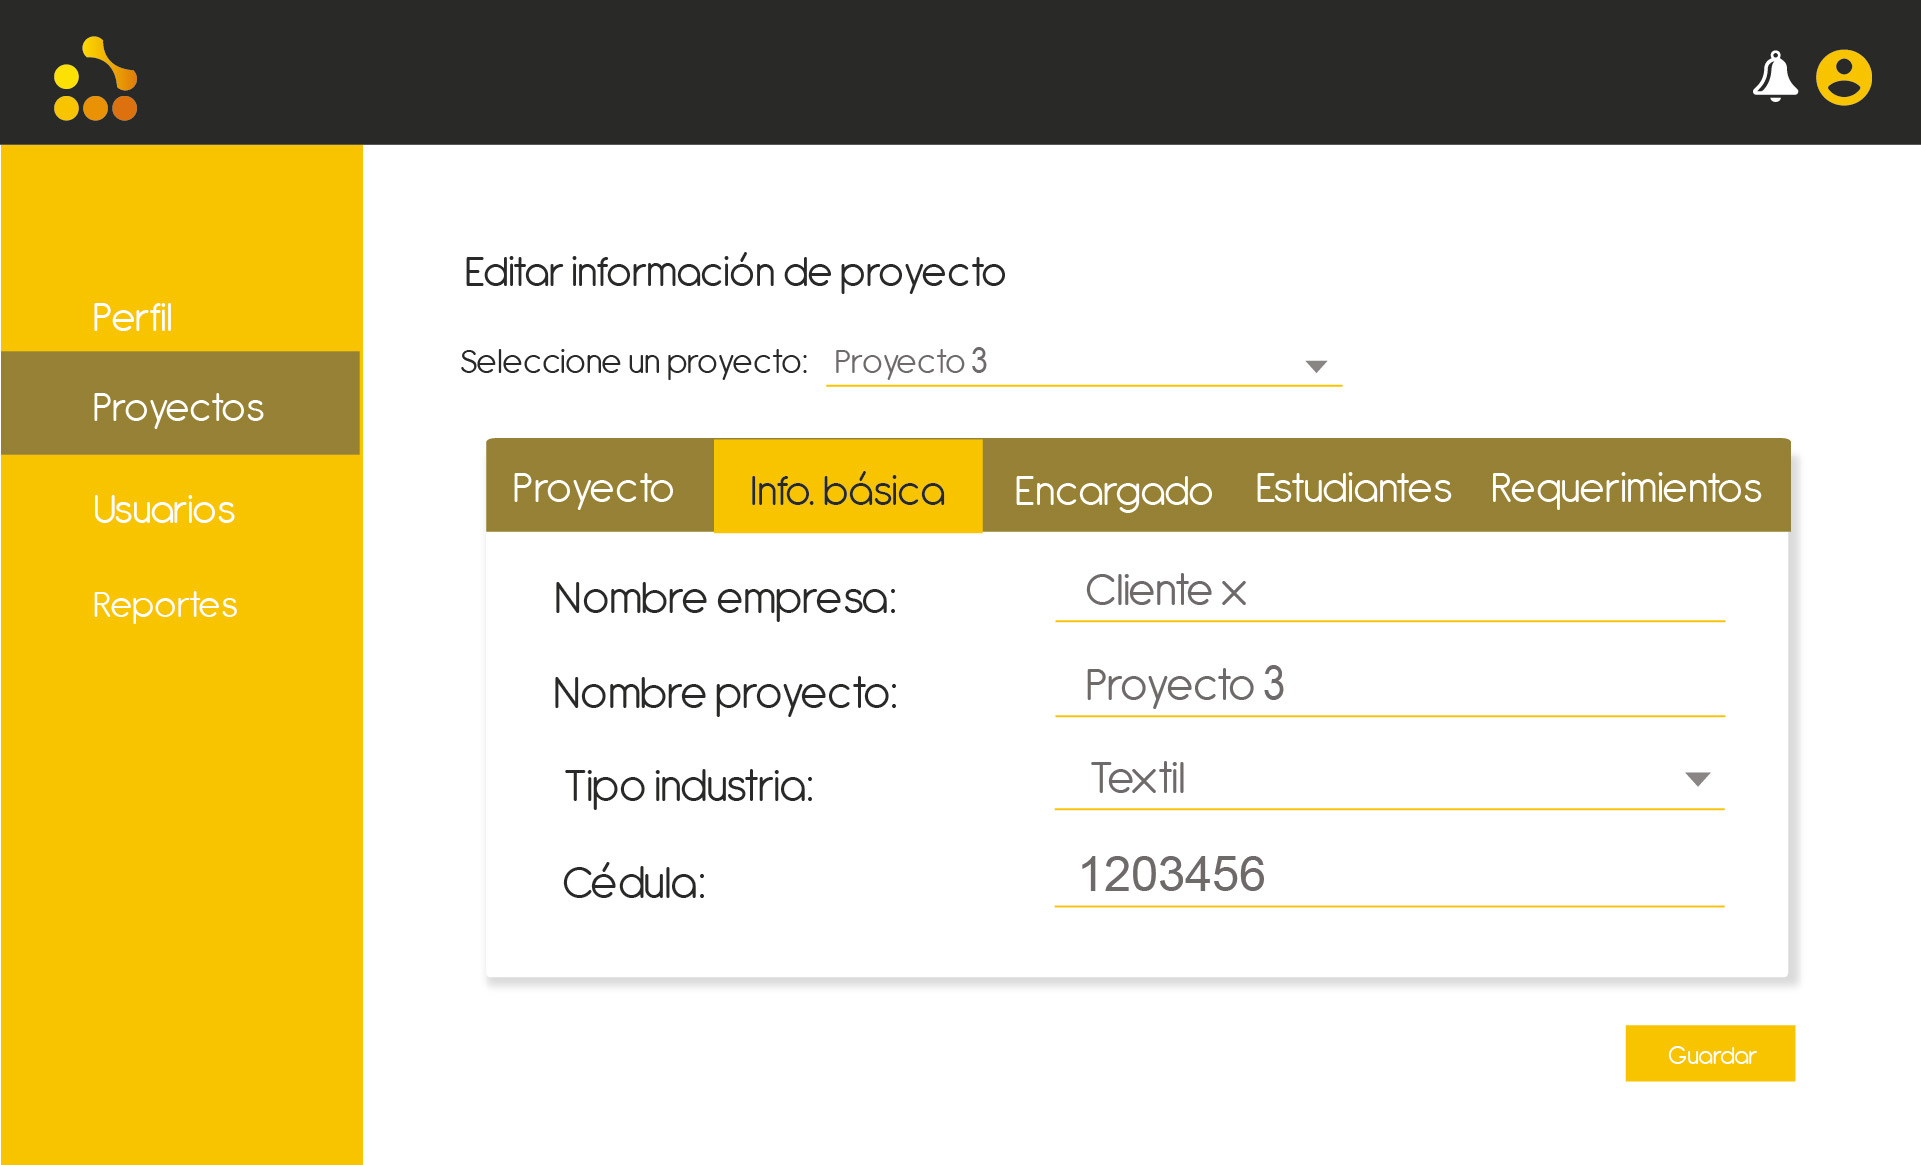 Perfil
Proyectos
Usuarios
Reportes
Editar información de proyecto
Seleccione un proyecto: Proyecto 3
Proyecto Info. básica Encargado Estudiantes Requerimientos
Nombre empresa: Cliente x
Nombre proyecto: Proyecto 3
Tipo industria: Textil
Cédula: 1203456
Guardar